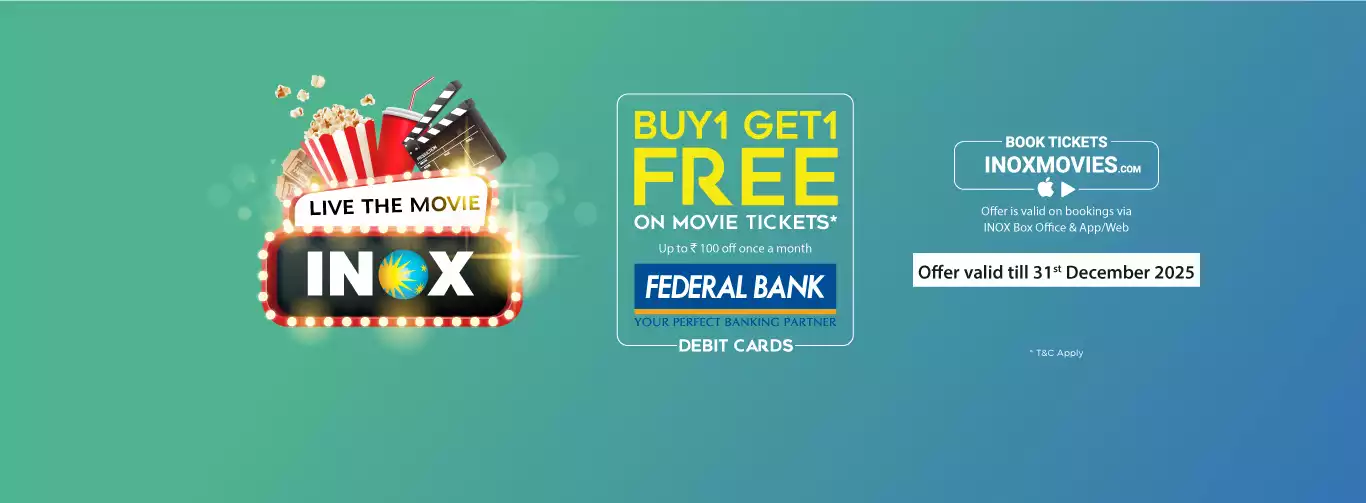 LIVE THE MOVIE
INOX
BUY1 GET1
FREE
ON MOVIE TICKETS*
Up to ₹ 100 off once a month
FEDERAL BANK
YOUR PERFECT BANKING PARTNER
DEBIT CARDS
BOOK TICKETS
INOXMOVIES.COM
Offer is valid on bookings via
INOX Box Office & App/Web
Offer valid till 31st December 2025
* T&C Apply